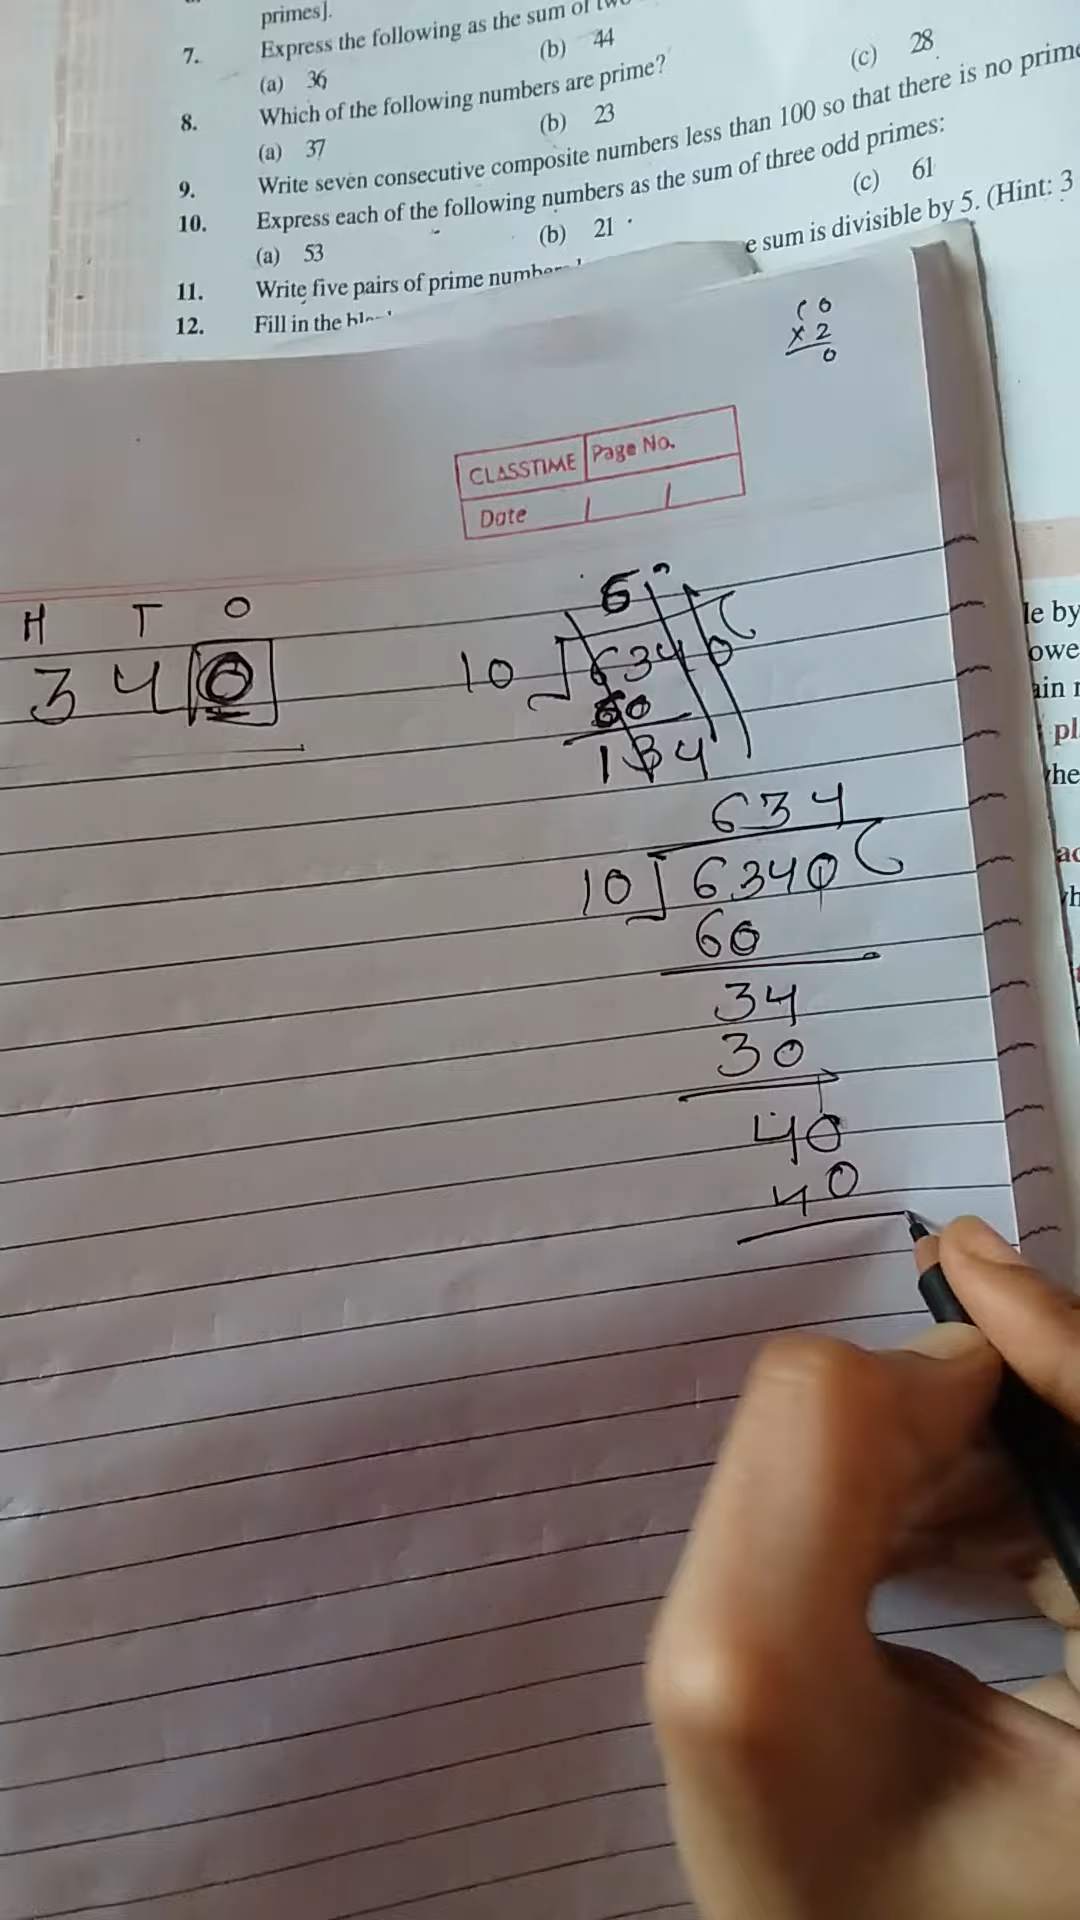 primes].
7. Express the following as the sum of two
(a) 36 (b) 44 (c) 28
8. Which of the following numbers are prime?
(a) 37 (b) 23
9. Write seven consecutive composite numbers less than 100 so that there is no prime
10. Express each of the following numbers as the sum of three odd primes:
(a) 53 (b) 21 (c) 61
11. Write five pairs of prime numbers e sum is divisible by 5. (Hint: 3
12. Fill in the
10
x 2
0
CLASSTIME Page No.
Date / /
H T O
3 4 0
6
10 6340
60
134
634
10 6340
60
34
30
40
40
le by
owe
ain
pl
he